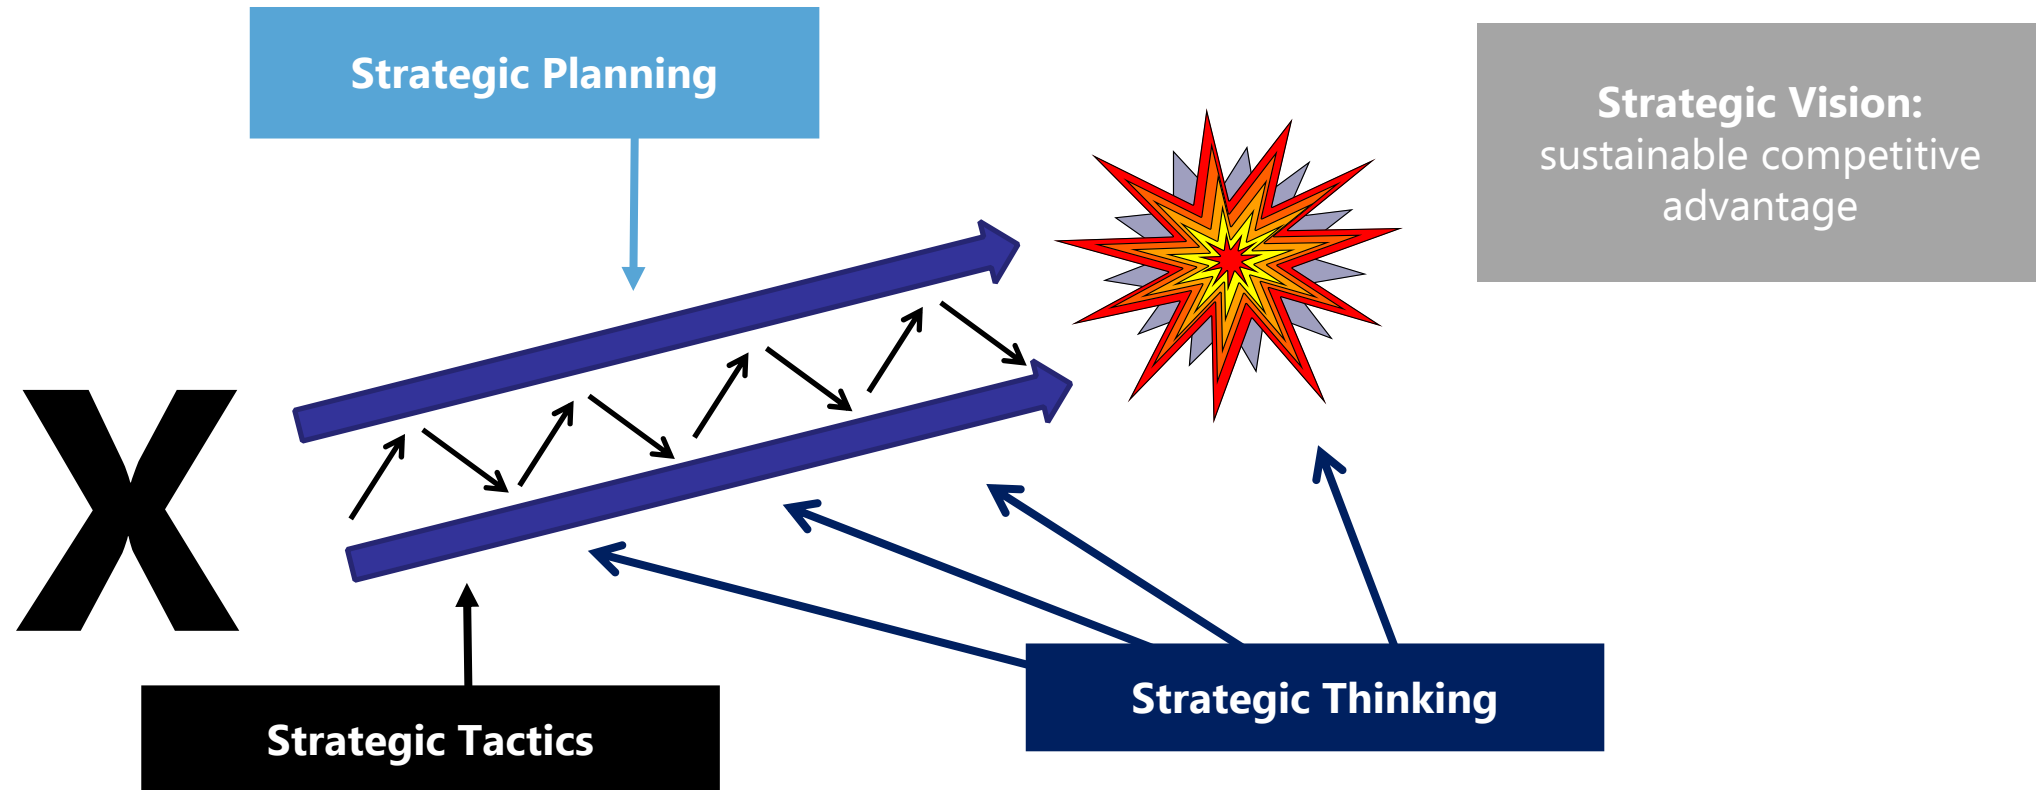 Strategic Planning
Strategic Vision:
sustainable competitive
advantage
X
Strategic Thinking
Strategic Tactics